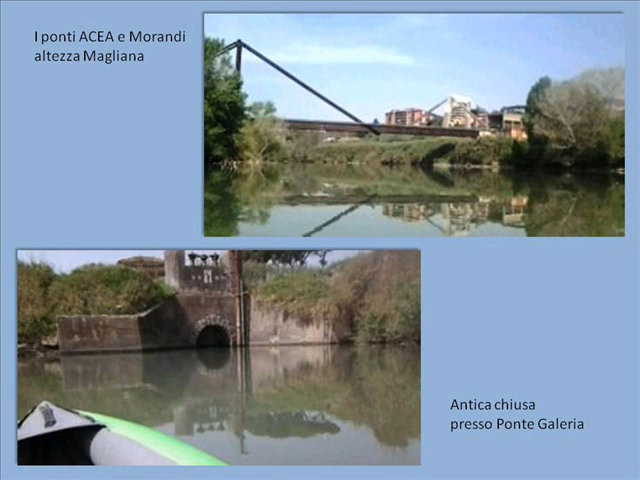 I ponti ACEA e Morandi
altezza Magliana
Antica chiusa
presso Ponte Galeria